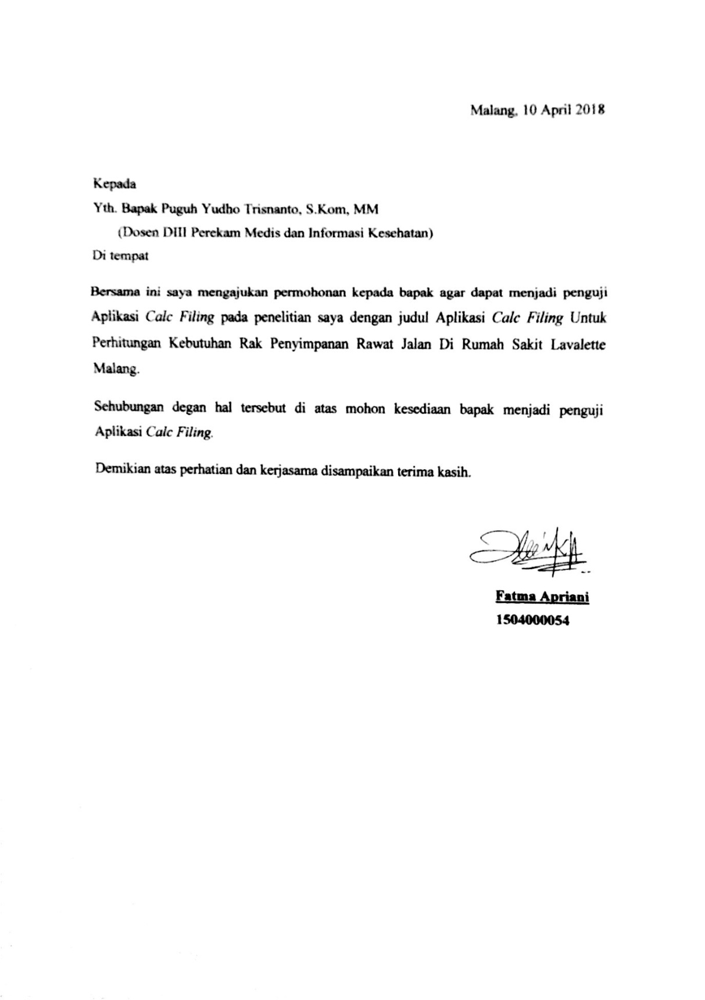 Malang, 10 April 2018
Kepada
Yth. Bapak Puguh Yudho Trisnanto, S.Kom, MM
(Dosen DIII Perekam Medis dan Informasi Kesehatan)
Di tempat
Bersama ini saya mengajukan permohonan kepada bapak agar dapat menjadi penguji
Aplikasi Calc Filing pada penelitian saya dengan judul Aplikasi Calc Filing Untuk
Perhitungan Kebutuhan Rak Penyimpanan Rawat Jalan Di Rumah Sakit Lavalette
Malang.
Sehubungan degan hal tersebut di atas mohon kesediaan bapak menjadi penguji
Aplikasi Calc Filing.
Demikian atas perhatian dan kerjasama disampaikan terima kasih.
Fatma Apriani
1504000054